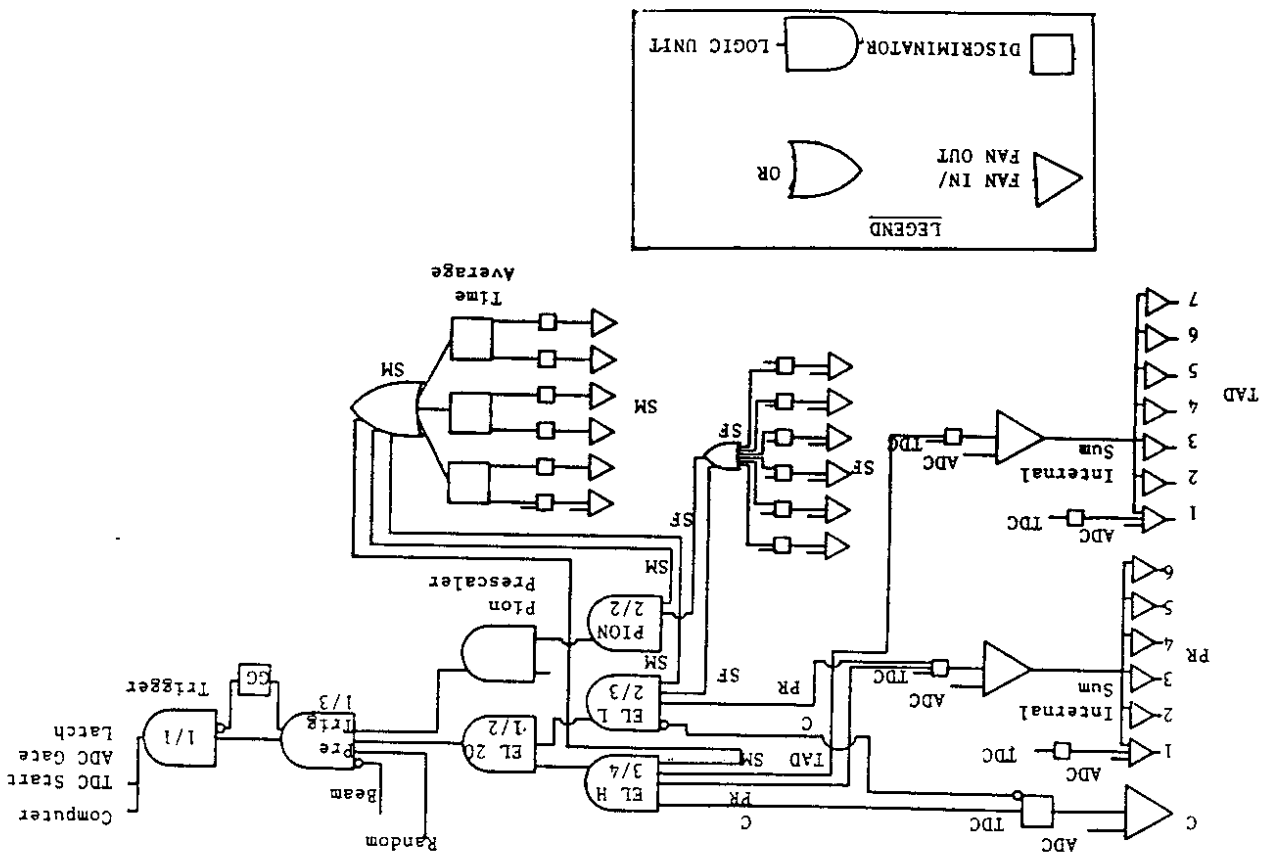 C
ADC
TDC
C
PR
EL H
3/4
SM
TAD
C
PR
EL L
2/3
SF
SM
EL 20
1/2
Random
Beam
Pre
Trig
1/3
GG
1/1
Trigger
Computer
TDC Start
ADC Gate
Latch
1
ADC
TDC
2
3
PR
4
5
6
Internal
Sum
ADC
TDC
PION
2/2
SM
Pion
Prescaler
1
ADC
TDC
2
3
4
5
6
7
TAD
Internal
Sum
ADC
TDC
SF
SF
SF
SM
SM
Time
Average
LEGEND
FAN IN/
FAN OUT
OR
DISCRIMINATOR
LOGIC UNIT